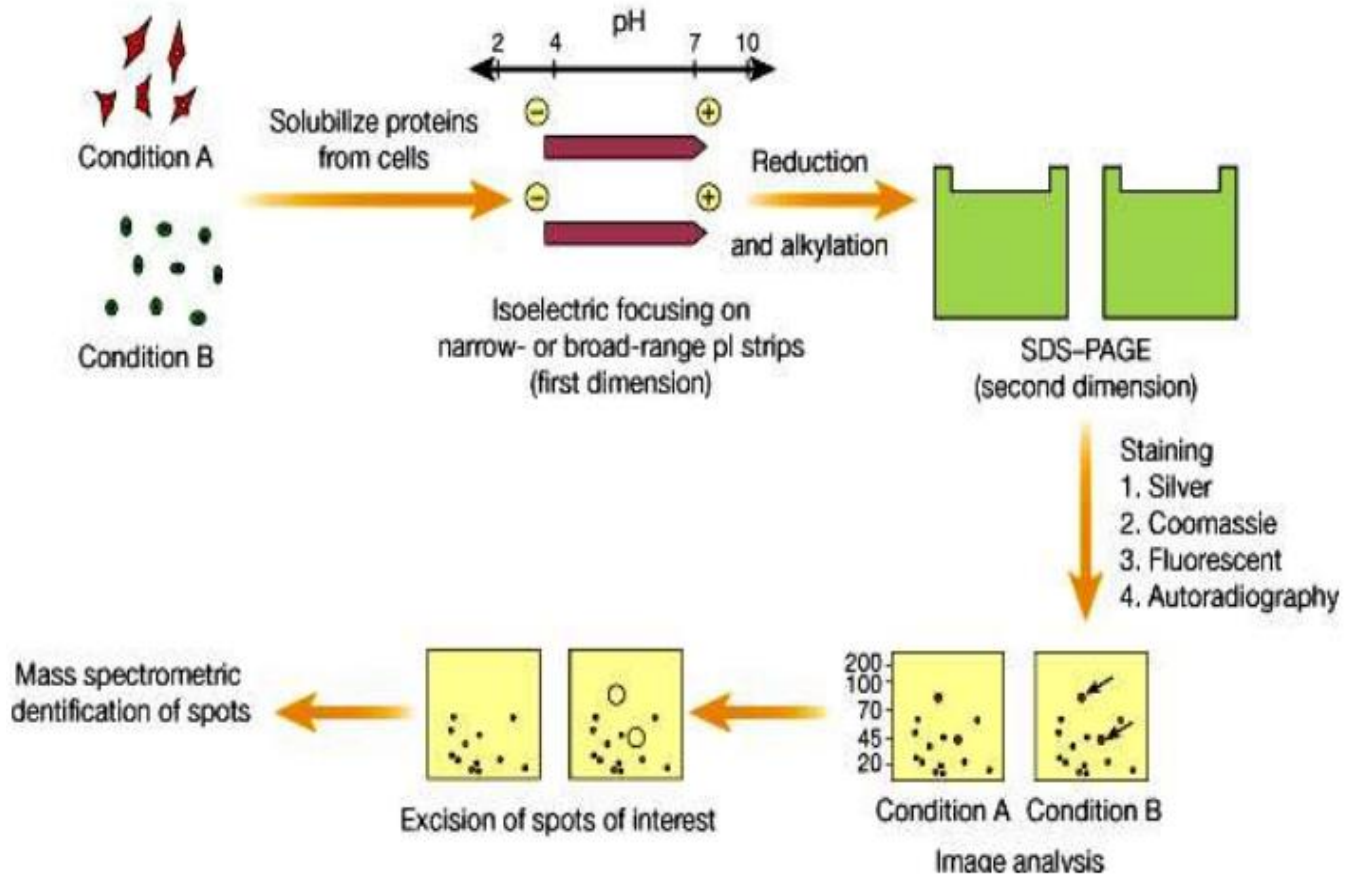 pH
2 4 7 10
− +
− +
Condition A
Condition B
Solubilize proteins
from cells
Isoelectric focusing on
narrow- or broad-range pI strips
(first dimension)
Reduction
and alkylation
SDS–PAGE
(second dimension)
Staining
1. Silver
2. Coomassie
3. Fluorescent
4. Autoradiography
200
100
70
45
20
Condition A Condition B
Image analysis
Excision of spots of interest
Mass spectrometric
dentification of spots